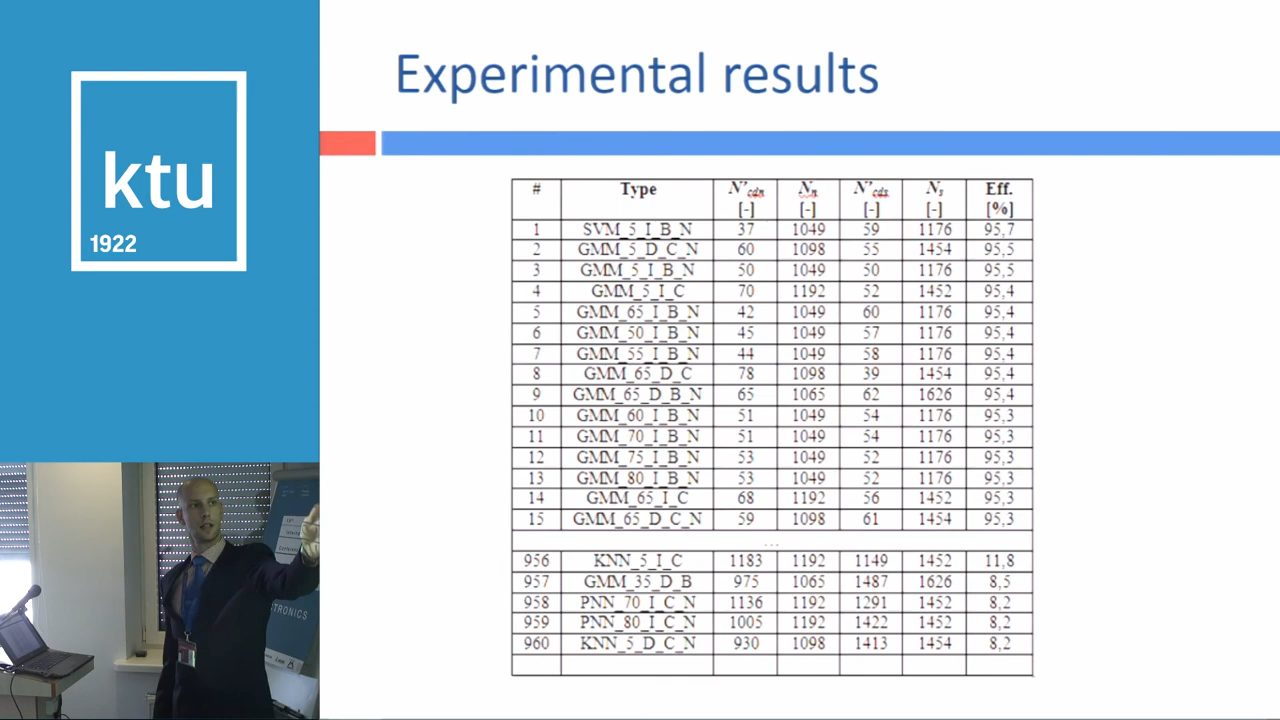 ktu
1922
Experimental results
# Type N'cdn Nn N'cds Ns Eff.
[-] [-] [-] [-] [%]
1 SVM_5_I_B_N 37 1049 59 1176 95,7
2 GMM_5_D_C_N 60 1098 55 1454 95,5
3 GMM_5_I_B_N 50 1049 50 1176 95,5
4 GMM_5_I_C 70 1192 52 1452 95,4
5 GMM_65_I_B_N 42 1049 60 1176 95,4
6 GMM_50_I_B_N 45 1049 57 1176 95,4
7 GMM_55_I_B_N 44 1049 58 1176 95,4
8 GMM_65_D_C 78 1098 39 1454 95,4
9 GMM_65_D_B_N 65 1065 62 1626 95,4
10 GMM_60_I_B_N 51 1049 54 1176 95,3
11 GMM_70_I_B_N 51 1049 54 1176 95,3
12 GMM_75_I_B_N 53 1049 52 1176 95,3
13 GMM_80_I_B_N 53 1049 52 1176 95,3
14 GMM_65_I_C 68 1192 56 1452 95,3
15 GMM_65_D_C_N 59 1098 61 1454 95,3
...
956 KNN_5_I_C 1183 1192 1149 1452 11,8
957 GMM_35_D_B 975 1065 1487 1626 8,5
958 PNN_70_I_C_N 1136 1192 1291 1452 8,2
959 PNN_80_I_C_N 1005 1192 1422 1452 8,2
960 KNN_5_D_C_N 930 1098 1413 1454 8,2